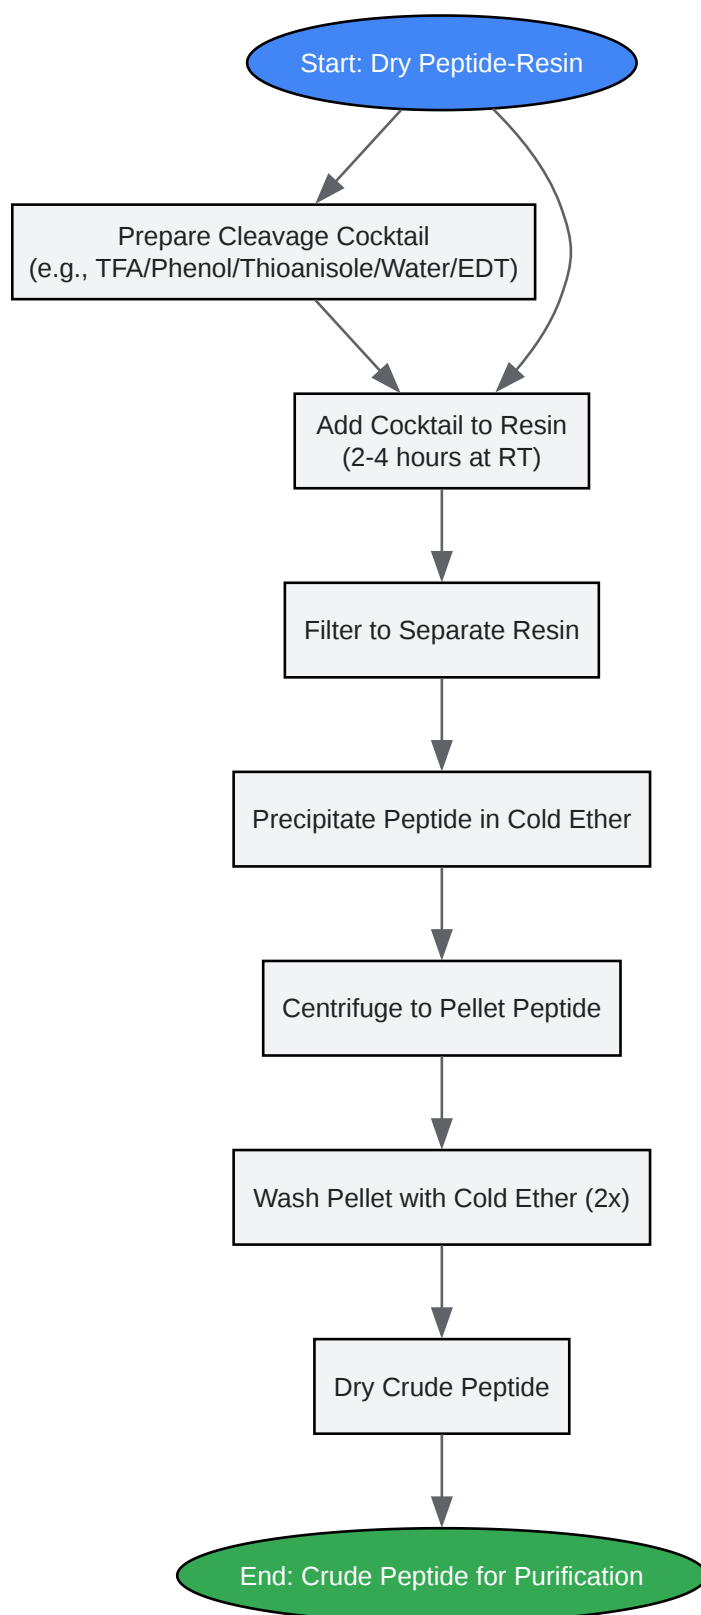 Start: Dry Peptide-Resin
Prepare Cleavage Cocktail
(e.g., TFA/Phenol/Thioanisole/Water/EDT)
Add Cocktail to Resin
(2-4 hours at RT)
Filter to Separate Resin
Precipitate Peptide in Cold Ether
Centrifuge to Pellet Peptide
Wash Pellet with Cold Ether (2x)
Dry Crude Peptide
End: Crude Peptide for Purification